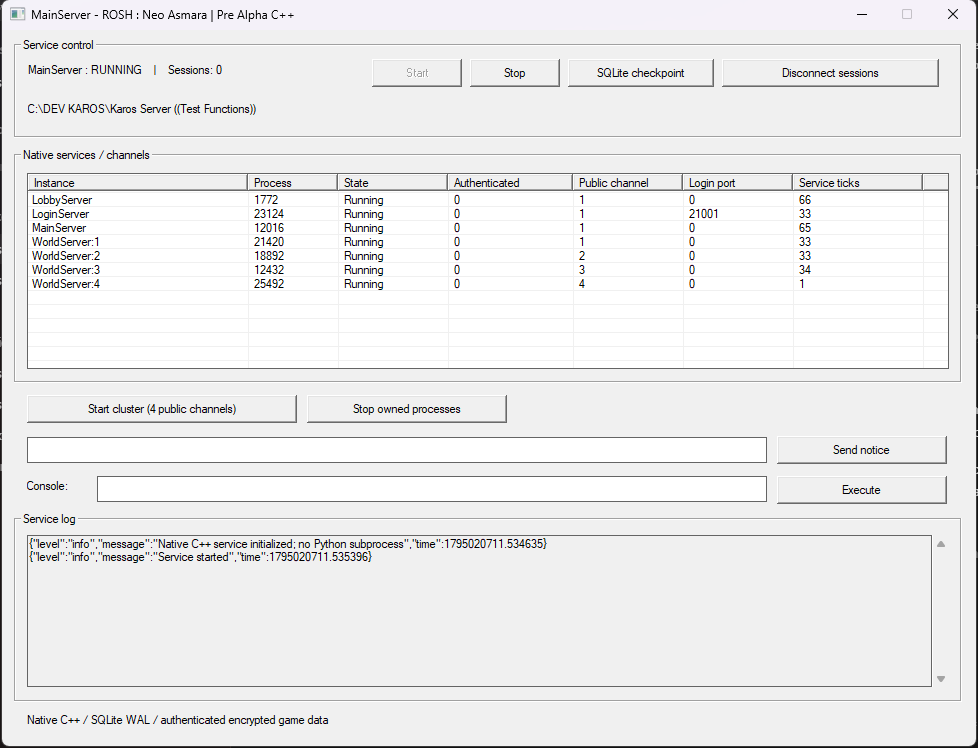 MainServer - ROSH : Neo Asmara | Pre Alpha C++
Service control
MainServer : RUNNING | Sessions: 0
Start
Stop
SQLite checkpoint
Disconnect sessions
C:\DEV KAROS\Karos Server ((Test Functions))
Native services / channels
Instance Process State Authenticated Public channel Login port Service ticks
LobbyServer 1772 Running 0 1 0 66
LoginServer 23124 Running 0 1 21001 33
MainServer 12016 Running 0 1 0 65
WorldServer:1 21420 Running 0 1 0 33
WorldServer:2 18892 Running 0 2 0 33
WorldServer:3 12432 Running 0 3 0 34
WorldServer:4 25492 Running 0 4 0 1
Start cluster (4 public channels)
Stop owned processes
Send notice
Console:
Execute
Service log
{"level":"info","message":"Native C++ service initialized; no Python subprocess","time":1795020711.534635}
{"level":"info","message":"Service started","time":1795020711.535396}
Native C++ / SQLite WAL / authenticated encrypted game data